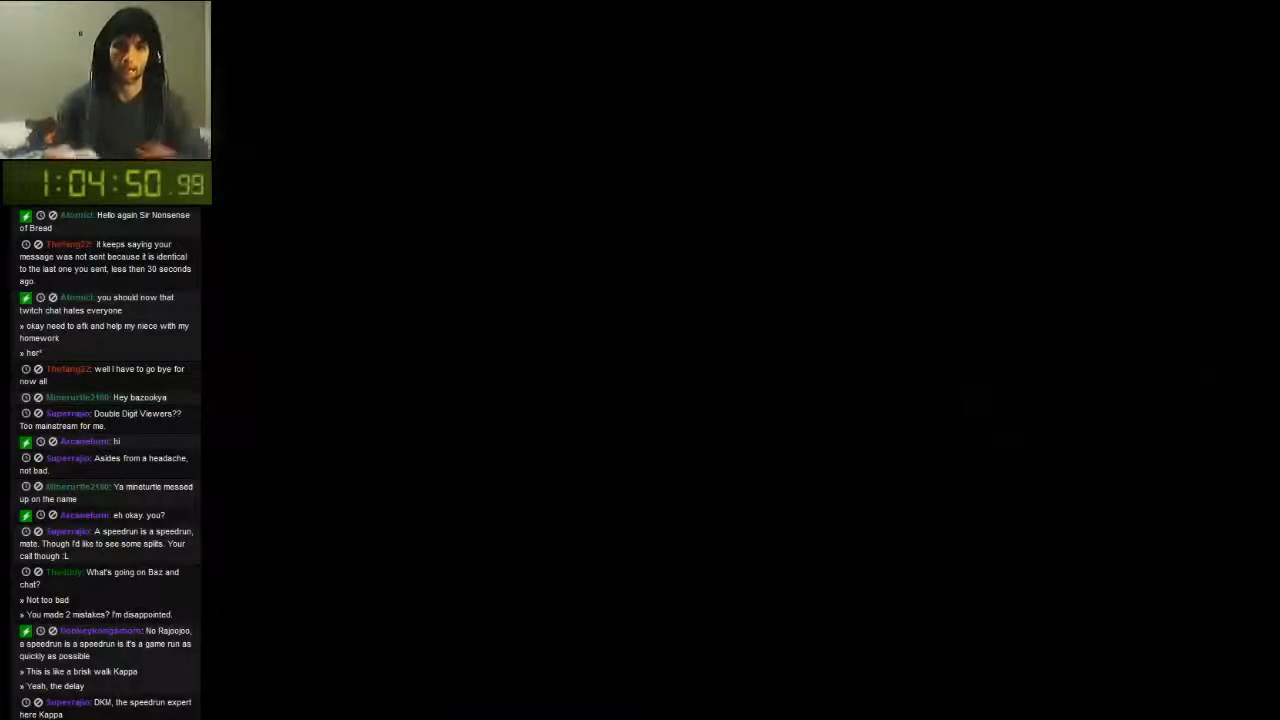 1:04:50.99
Atomicl: Hello again Sir Nonsense
of Bread
Thefang22: it keeps saying your
message was not sent because it is identical
to the last one you sent, less then 30 seconds
ago.
Atomicl: you should now that
twitch chat hates everyone
» okay need to afk and help my niece with my
homework
» her*
Thefang22: well I have to go bye for
now all
Mineturtle2180: Hey bazookya
Superrajio: Double Digit Viewers??
Too mainstream for me.
hi
Superrajio: Asides from a headache,
not bad.
Mineturtle2180: Ya mineturtle messed
up on the name
eh okay. you?
Superrajio: A speedrun is a speedrun,
mate. Though I'd like to see some splits. Your
call though :L
What's going on Baz and
chat?
» Not too bad
» You made 2 mistakes? I'm disappointed.
No Rajoojoo,
a speedrun is a speedrun is it's a game run as
quickly as possible
» This is like a brisk walk Kappa
» Yeah, the delay
Superrajio: DKM, the speedrun expert
here Kappa